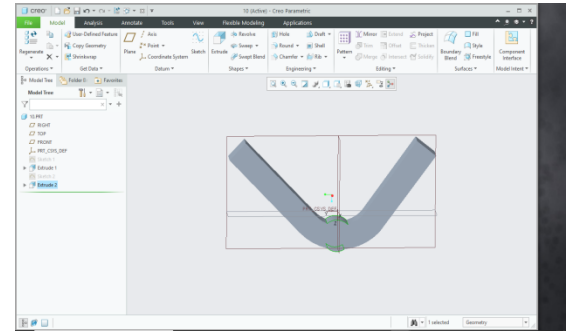 creo 10 (Active) - Creo Parametric
File Model Analysis Annotate Tools View Flexible Modeling Applications
User-Defined Feature Axis Revolve Hole Draft Mirror Extend Project Fill
Copy Geometry Point Sweep Round Shell Trim Offset Thicken Style
Regenerate Shrinkwrap Plane Coordinate System Sketch Extrude Swept Blend Chamfer Rib Pattern Merge Intersect Solidify Boundary Blend Freestyle Component Interface
Operations Get Data Datum Shapes Engineering Editing Surfaces Model Intent
Model Tree Folder Favorites
Model Tree
10.PRT
RIGHT
TOP
FRONT
PRT_CSYS_DEF
Sketch 1
Extrude 1
Sketch 2
Extrude 2
PRT_CSYS_DEF
1 selected Geometry